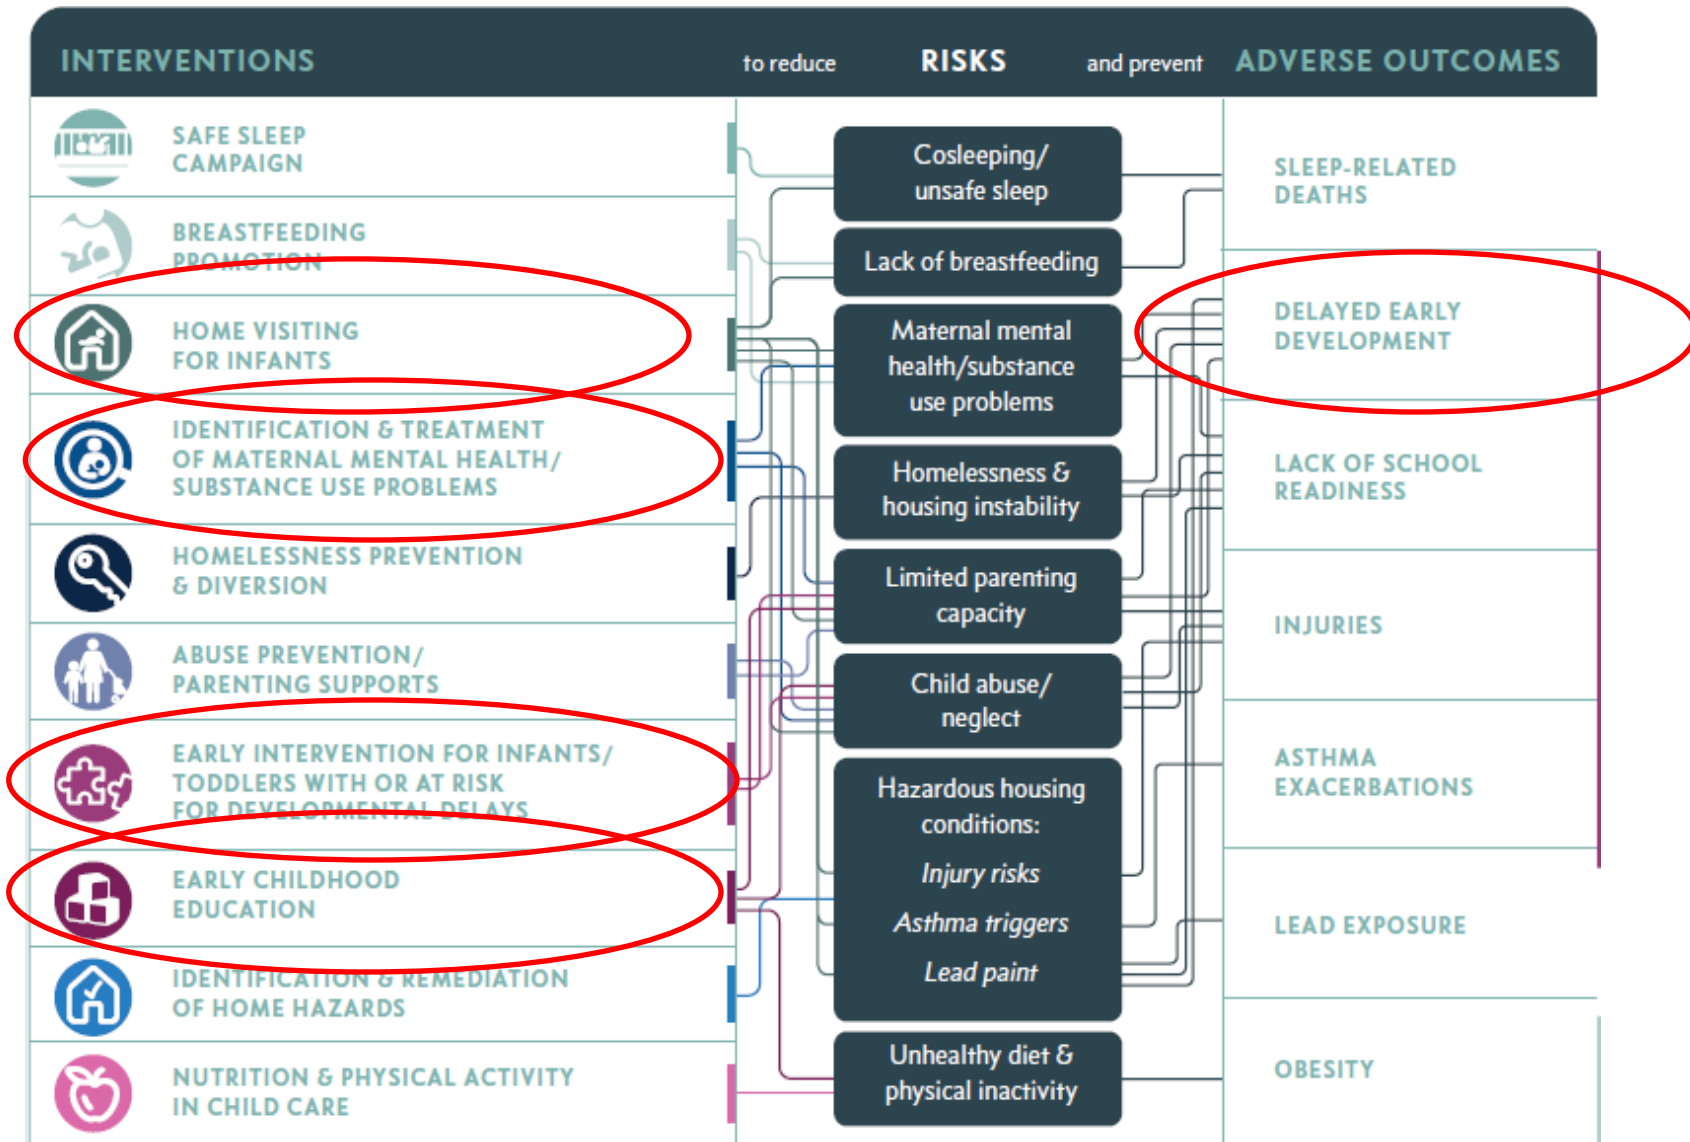 INTERVENTIONS to reduce RISKS and prevent ADVERSE OUTCOMES
SAFE SLEEP
CAMPAIGN
BREASTFEEDING
PROMOTION
HOME VISITING
FOR INFANTS
IDENTIFICATION & TREATMENT
OF MATERNAL MENTAL HEALTH/
SUBSTANCE USE PROBLEMS
HOMELESSNESS PREVENTION
& DIVERSION
ABUSE PREVENTION/
PARENTING SUPPORTS
EARLY INTERVENTION FOR INFANTS/
TODDLERS WITH OR AT RISK
FOR DEVELOPMENTAL DELAYS
EARLY CHILDHOOD
EDUCATION
IDENTIFICATION & REMEDIATION
OF HOME HAZARDS
NUTRITION & PHYSICAL ACTIVITY
IN CHILD CARE
Cosleeping/
unsafe sleep
Lack of breastfeeding
Maternal mental
health/substance
use problems
Homelessness &
housing instability
Limited parenting
capacity
Child abuse/
neglect
Hazardous housing
conditions:
Injury risks
Asthma triggers
Lead paint
Unhealthy diet &
physical inactivity
SLEEP-RELATED
DEATHS
DELAYED EARLY
DEVELOPMENT
LACK OF SCHOOL
READINESS
INJURIES
ASTHMA
EXACERBATIONS
LEAD EXPOSURE
OBESITY